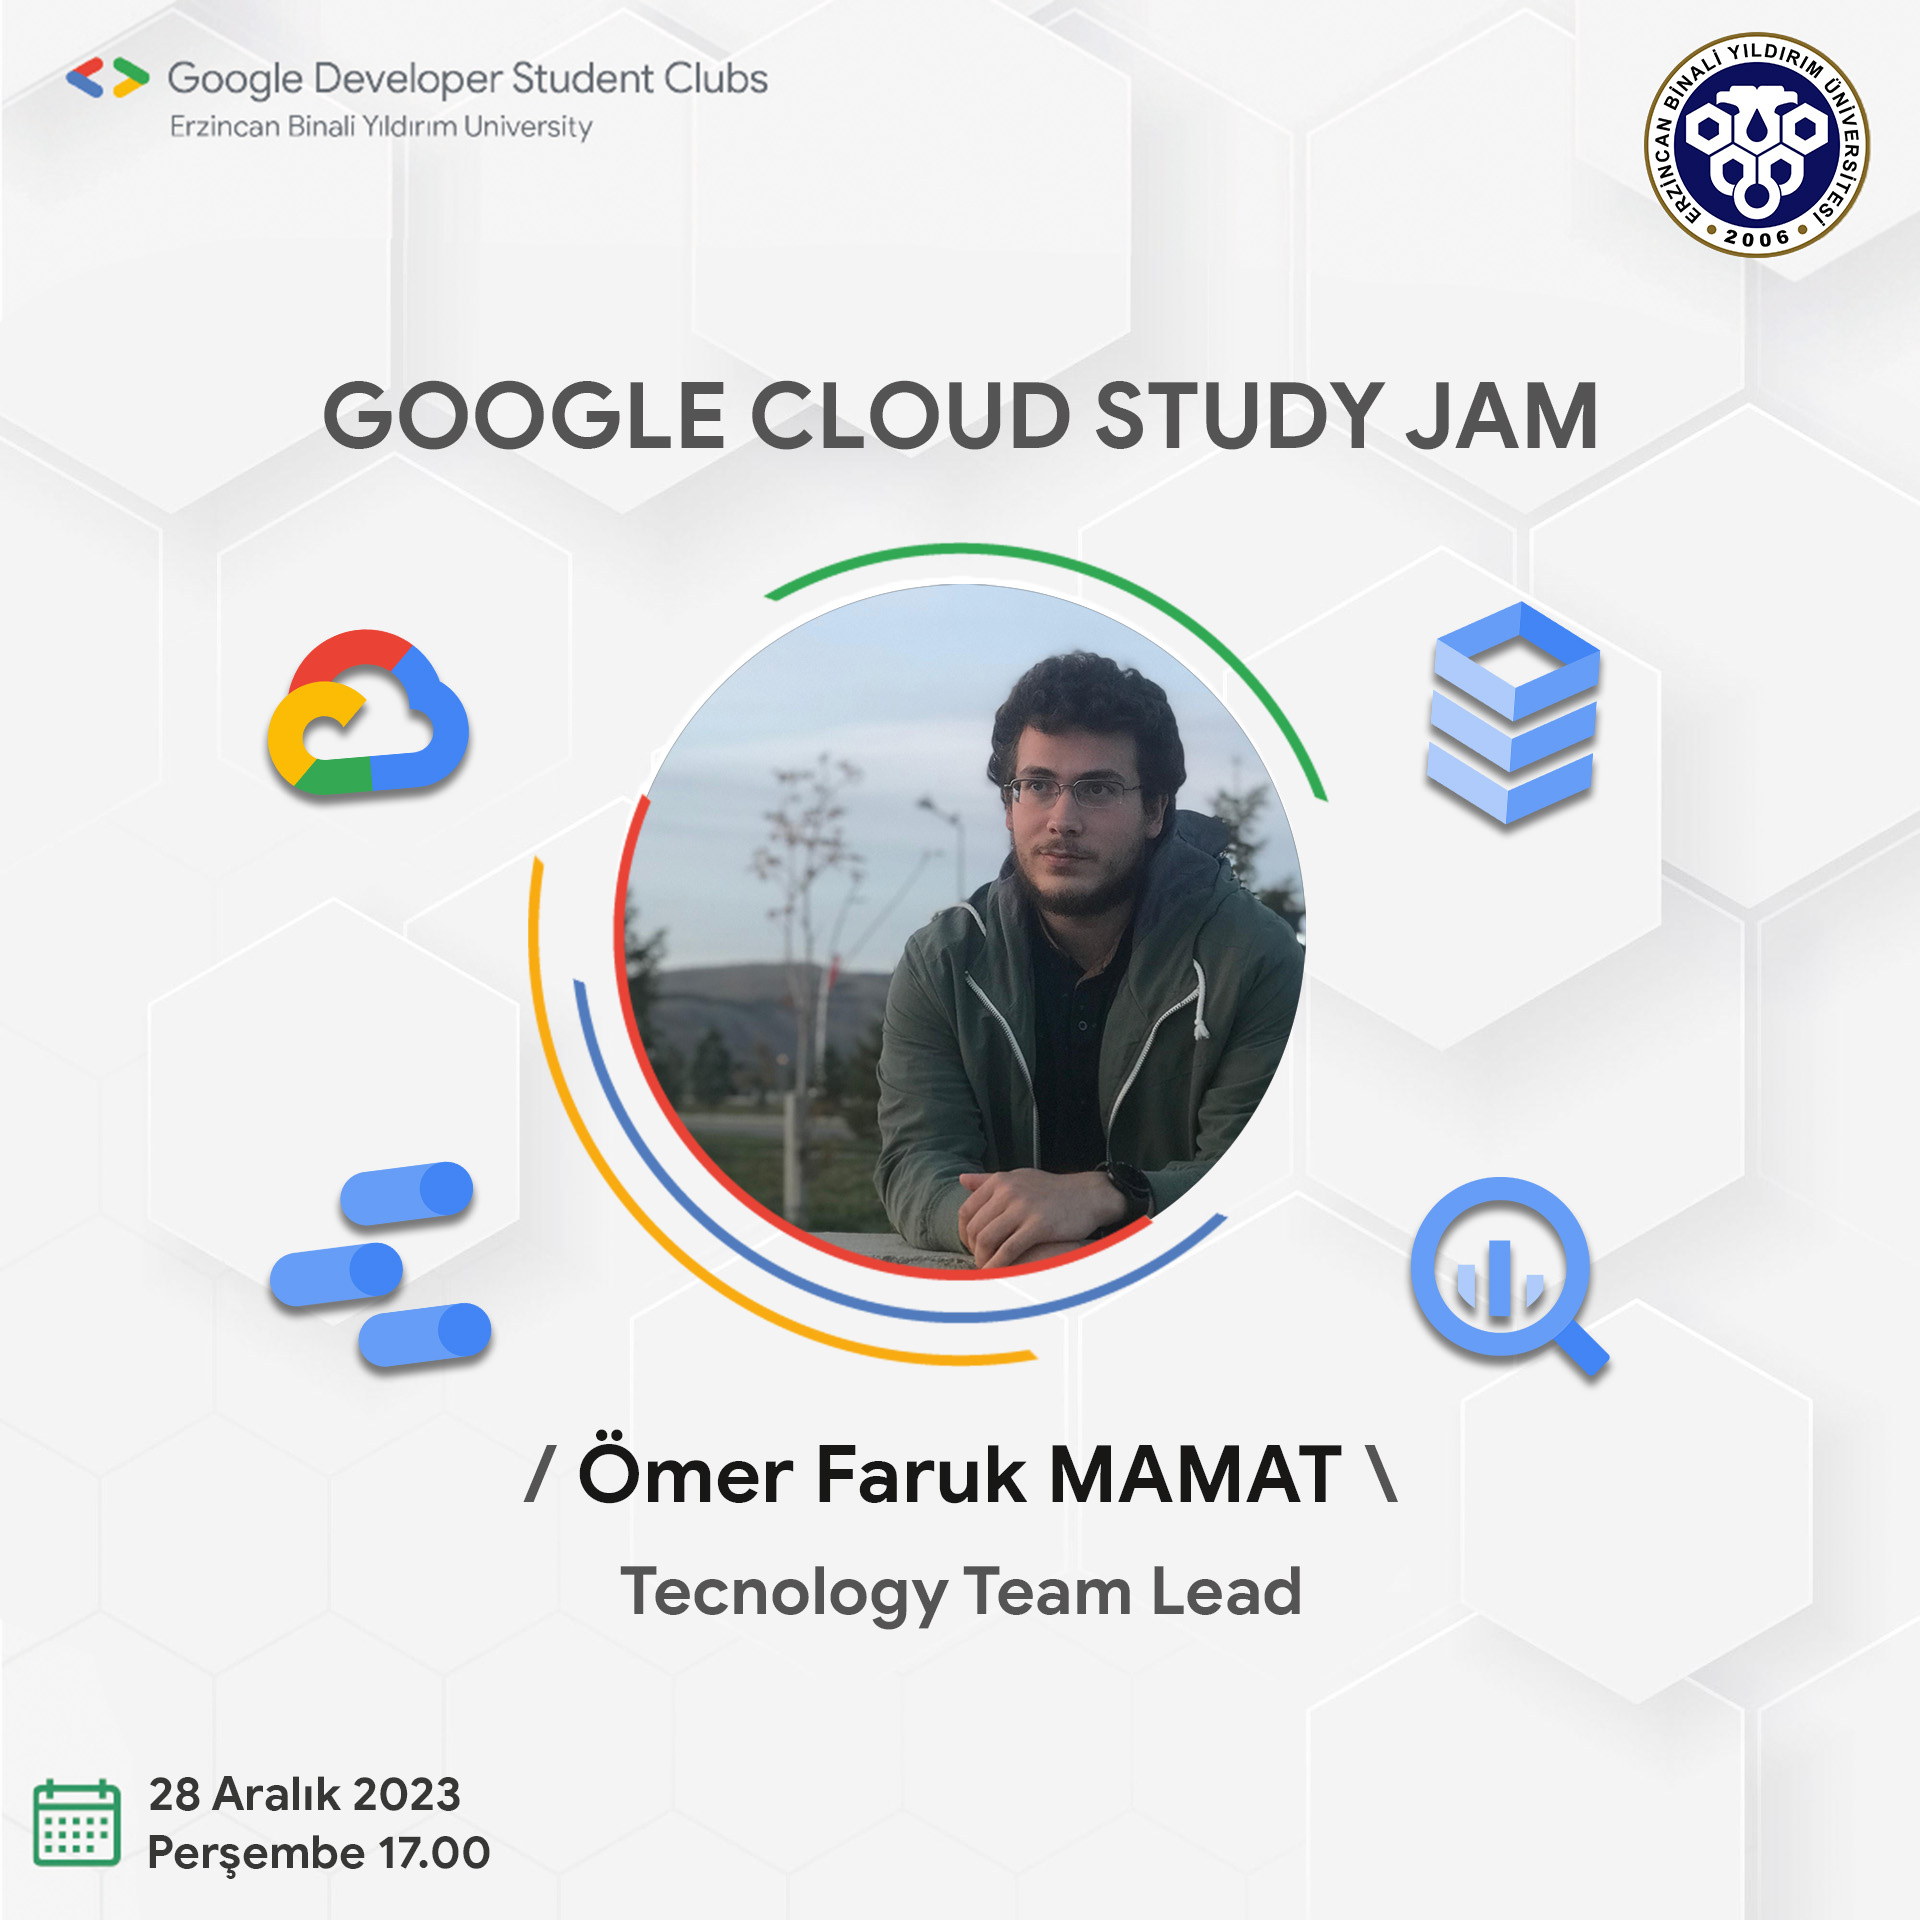 Google Developer Student Clubs
Erzincan Binali Yıldırım University
ERZİNCAN BİNALİ YILDIRIM ÜNİVERSİTESİ
• 2006 •
GOOGLE CLOUD STUDY JAM
/ Ömer Faruk MAMAT \
Tecnology Team Lead
28 Aralık 2023
Perşembe 17.00